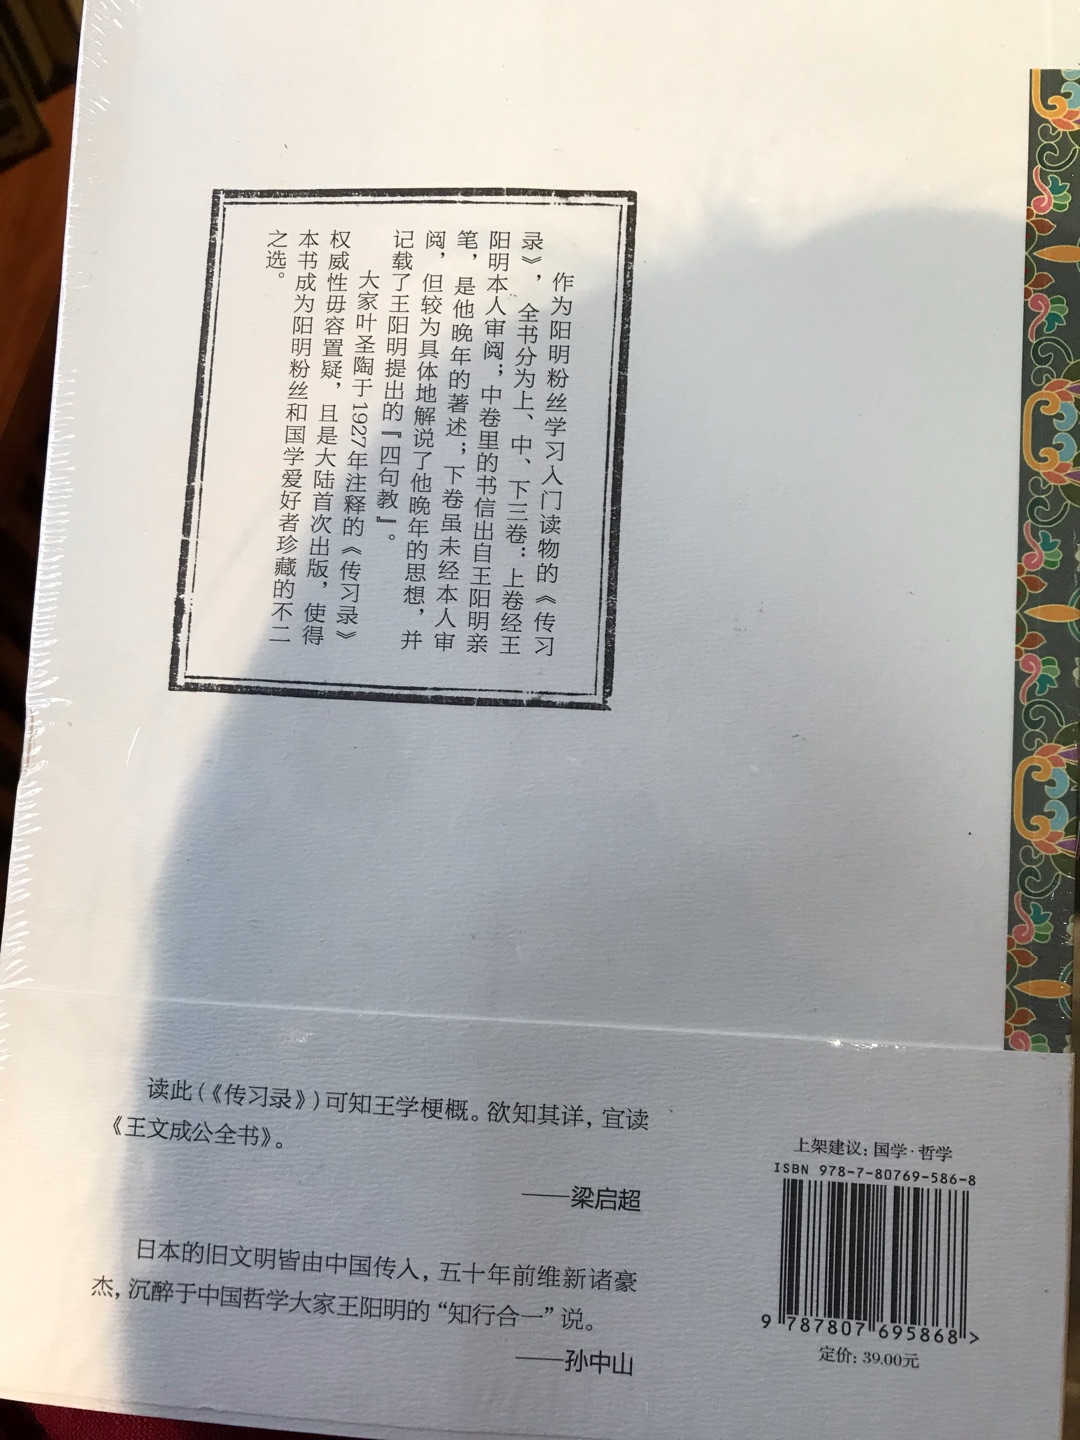 作为阳明粉丝学习入门读物的《传习
录》，全书分为上、中、下三卷：上卷经王
阳明本人审阅；中卷里的书信出自王阳明亲
笔，是他晚年的著述；下卷虽未经本人审
阅，但较为具体地解说了他晚年的思想，并
记载了王阳明提出的『四句教』。
大家叶圣陶于1927年注释的《传习录》
权威性毋容置疑，且是大陆首次出版，使得
本书成为阳明粉丝和国学爱好者珍藏的不二
之选。
读此（《传习录》）可知王学梗概。欲知其详，宜读
《王文成公全书》。
——梁启超
日本的旧文明皆由中国传入，五十年前维新诸豪
杰，沉醉于中国哲学大家王阳明的“知行合一”说。
——孙中山
上架建议：国学·哲学
ISBN 978-7-80769-586-8
9 787807 695868 >
定价：39.00元